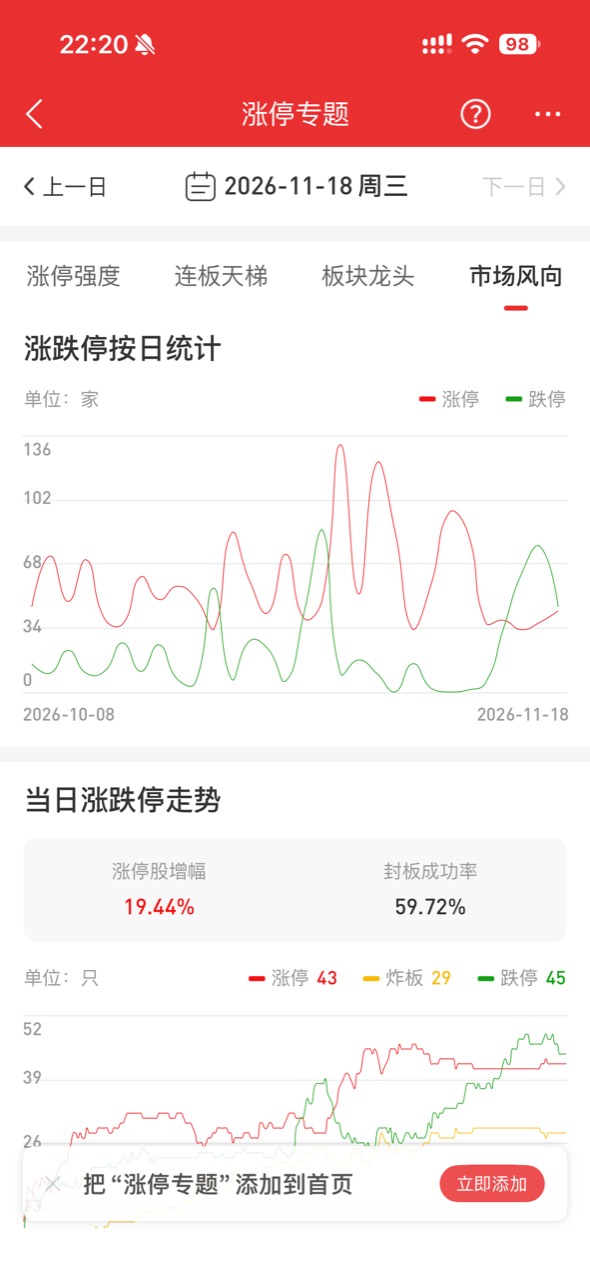 22:20
98
涨停专题
?
上一日
2026-11-18 周三
下一日
涨停强度 连板天梯 板块龙头 市场风向
涨跌停按日统计
单位：家 涨停 跌停
136
102
68
34
0
2026-10-08 2026-11-18
当日涨跌停走势
涨停股增幅 封板成功率
19.44% 59.72%
单位：只 涨停 43 炸板 29 跌停 45
52
39
26
13
把“涨停专题”添加到首页 立即添加